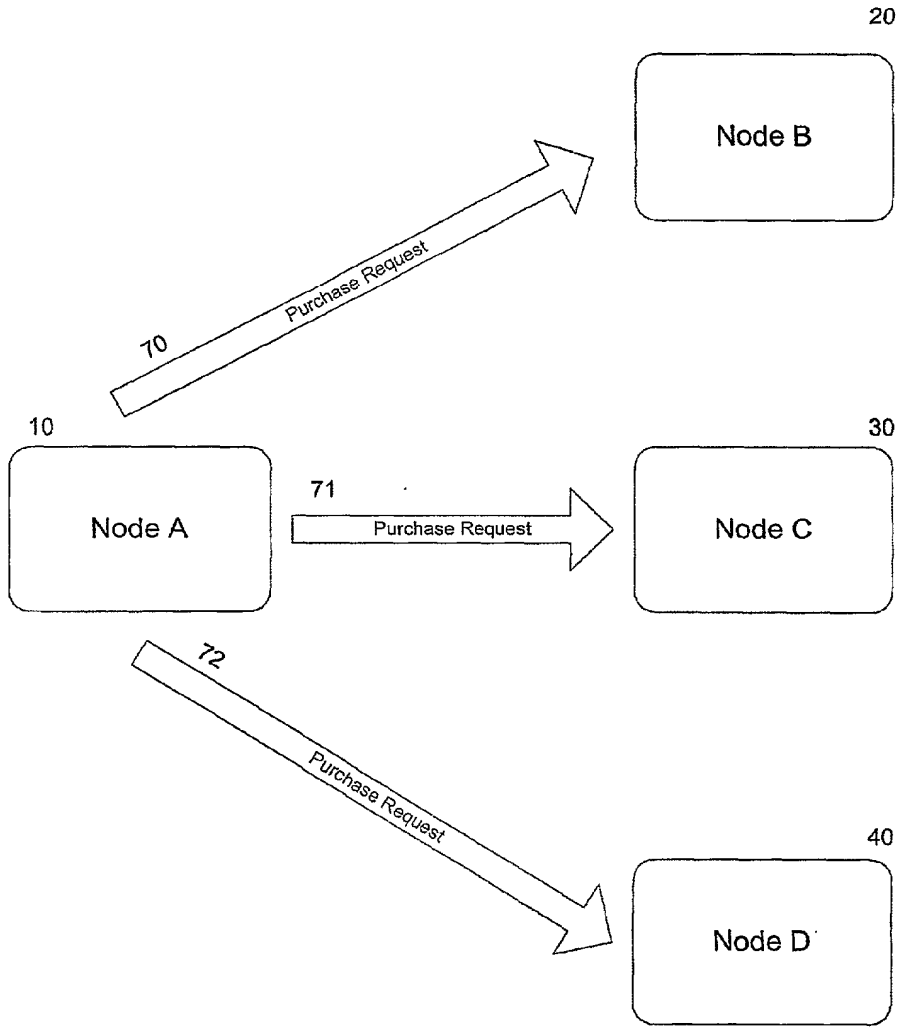 20
Node B
Purchase Request
70
10
30
Node A
71
Purchase Request
Node C
72
Purchase Request
40
Node D